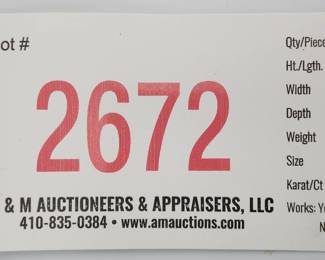 ot #
2672
& M AUCTIONEERS & APPRAISERS, LLC
410-835-0384 • www.amauctions.com
Qty/Piece
Ht./Lgth.
Width
Depth
Weight
Size
Karat/Ct
Works: Y
N